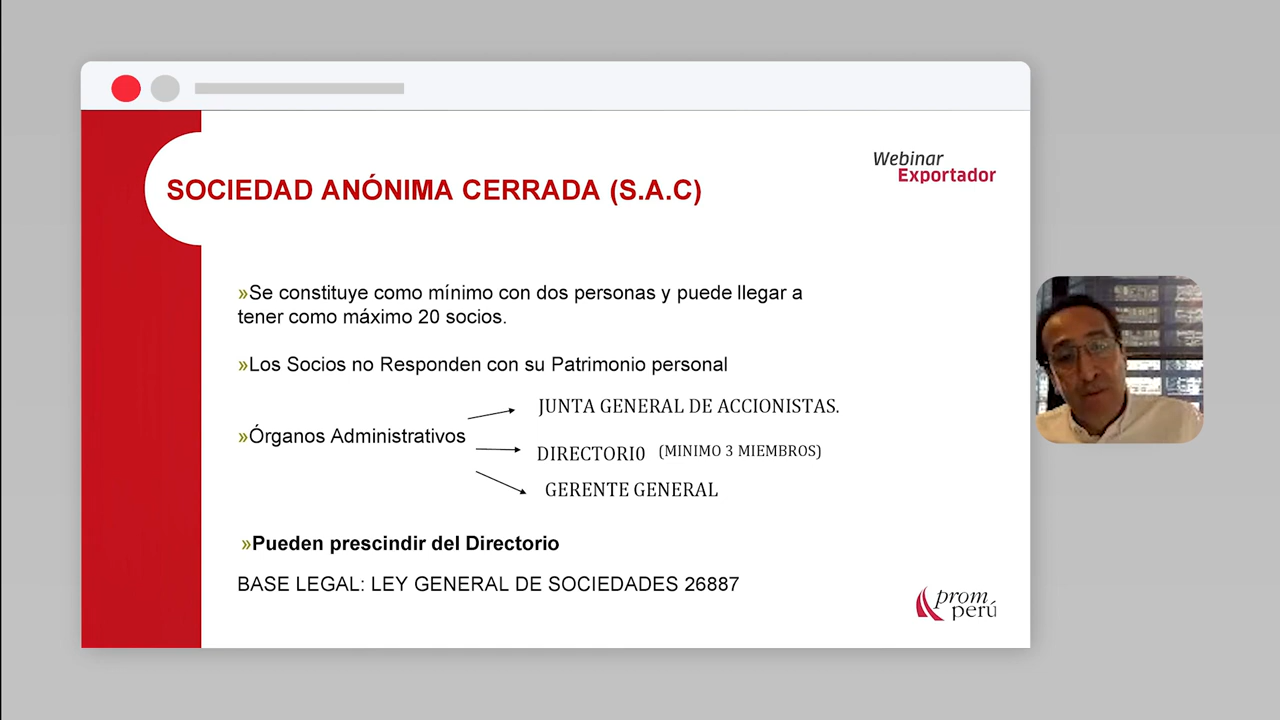 Webinar
Exportador
SOCIEDAD ANÓNIMA CERRADA (S.A.C)
»Se constituye como mínimo con dos personas y puede llegar a
tener como máximo 20 socios.
»Los Socios no Responden con su Patrimonio personal
»Órganos Administrativos
JUNTA GENERAL DE ACCIONISTAS.
DIRECTORI0 (MINIMO 3 MIEMBROS)
GERENTE GENERAL
»Pueden prescindir del Directorio
BASE LEGAL: LEY GENERAL DE SOCIEDADES 26887
prom
perú